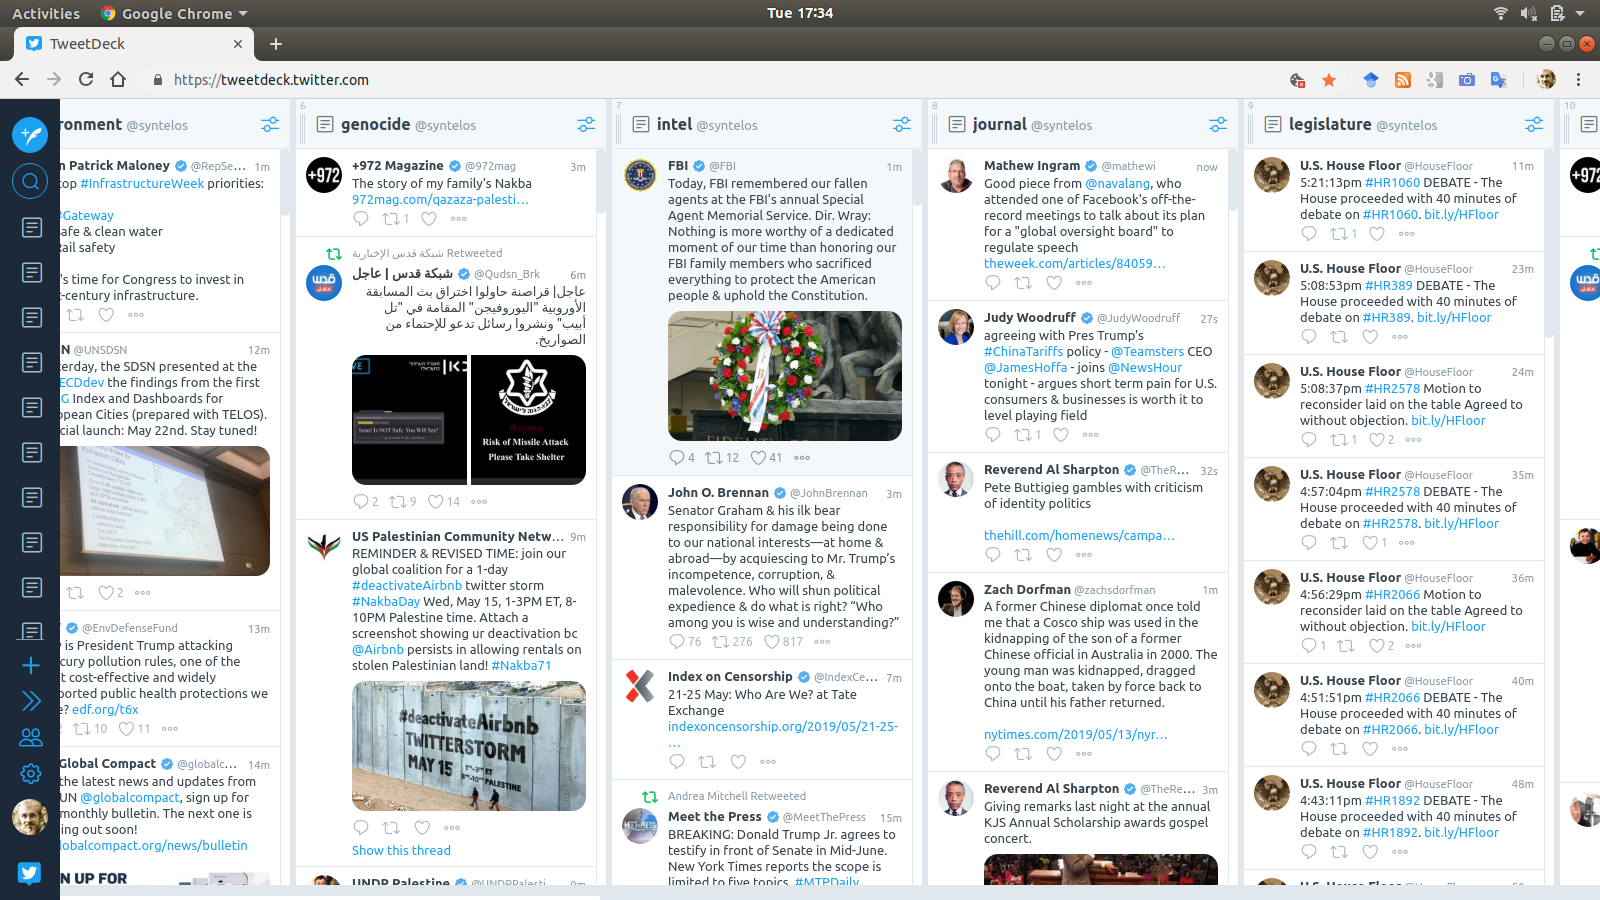 Activities
Google Chrome
Tue 17:34
TweetDeck
https://tweetdeck.twitter.com
ronment @syntelos
n Patrick Maloney @RepSe... 1m
top #InfrastructureWeek priorities:
#Gateway
afe & clean water
Rail safety
's time for Congress to invest in
t-century infrastructure.
N @UNSDSN 12m
terday, the SDSN presented at the
ECDdev the findings from the first
G Index and Dashboards for
opean Cities (prepared with TELOS).
cial launch: May 22nd. Stay tuned!
2
@EnvDefenseFund 13m
y is President Trump attacking
cury pollution rules, one of the
t cost-effective and widely
ported public health protections we
e? edf.org/t6x
10 11
Global Compact @globalc... 14m
the latest news and updates from
UN @globalcompact, sign up for
monthly bulletin. The next one is
ing out soon!
lobalcompact.org/news/bulletin
N UP FOR
6
genocide @syntelos
+972
+972 Magazine @972mag 3m
The story of my family's Nakba
972mag.com/qazaza-palesti...
1
شبكة قدس الإخبارية Retweeted
شبكة قدس | عاجل @Qudsn_Brk 6m
عاجل| قراصنة حاولوا اختراق بث المسابقة
الأوروبية "اليوروفيجن" المقامة في "تل
أبيب" ونشروا رسائل تدعو للإحتماء من
الصواريخ.
Israel Is NOT Safe You Will See!
Warning
Risk of Missile Attack
Please Take Shelter
2 9 14
US Palestinian Community Netw... 9m
REMINDER & REVISED TIME: join our
global coalition for a 1-day
#deactivateAirbnb twitter storm
#NakbaDay Wed, May 15, 1-3PM ET, 8-
10PM Palestine time. Attach a
screenshot showing ur deactivation bc
@Airbnb persists in allowing rentals on
stolen Palestinian land! #Nakba71
#deactivateAirbnb
TWITTERSTORM
MAY 15 1PM-3PM ET
8PM-10PM PALESTINE
Show this thread
UNDP Palestine @UNDPPalesti... 9m
7
intel @syntelos
FBI @FBI 1m
Today, FBI remembered our fallen
agents at the FBI's annual Special
Agent Memorial Service. Dir. Wray:
Nothing is more worthy of a dedicated
moment of our time than honoring our
FBI family members who sacrificed
everything to protect the American
people & uphold the Constitution.
4 12 41
John O. Brennan @JohnBrennan 3m
Senator Graham & his ilk bear
responsibility for damage being done
to our national interests—at home &
abroad—by acquiescing to Mr. Trump's
incompetence, corruption, &
malevolence. Who will shun political
expedience & do what is right? “Who
among you is wise and understanding?”
76 276 817
Index on Censorship @IndexCe... 7m
21-25 May: Who Are We? at Tate
Exchange
indexoncensorship.org/2019/05/21-25-
...
Andrea Mitchell Retweeted
MEET THE PRESS
Meet the Press @MeetThePress 15m
BREAKING: Donald Trump Jr. agrees to
testify in front of Senate in Mid-June.
New York Times reports the scope is
limited to five topics. #MTPDaily
8
journal @syntelos
Mathew Ingram @mathewi now
Good piece from @navalang, who
attended one of Facebook's off-the-
record meetings to talk about its plan
for a "global oversight board" to
regulate speech
theweek.com/articles/84059...
Judy Woodruff @JudyWoodruff 27s
agreeing with Pres Trump's
#ChinaTariffs policy - @Teamsters CEO
@JamesHoffa - joins @NewsHour
tonight - argues short term pain for U.S.
consumers & businesses is worth it to
level playing field
1
Reverend Al Sharpton @TheR... 32s
Pete Buttigieg gambles with criticism
of identity politics
thehill.com/homenews/campa...
Zach Dorfman @zachsdorfman 1m
A former Chinese diplomat once told
me that a Cosco ship was used in the
kidnapping of the son of a former
Chinese official in Australia in 2000. The
young man was kidnapped, dragged
onto the boat, taken by force back to
China until his father returned.
nytimes.com/2019/05/13/nyr...
Reverend Al Sharpton @TheRe... 3m
Giving remarks last night at the annual
KJS Annual Scholarship awards gospel
concert.
9
legislature @syntelos
U.S. House Floor @HouseFloor 11m
5:21:13pm #HR1060 DEBATE - The
House proceeded with 40 minutes of
debate on #HR1060. bit.ly/HFloor
1
U.S. House Floor @HouseFloor 23m
5:08:53pm #HR389 DEBATE - The
House proceeded with 40 minutes of
debate on #HR389. bit.ly/HFloor
U.S. House Floor @HouseFloor 24m
5:08:37pm #HR2578 Motion to
reconsider laid on the table Agreed to
without objection. bit.ly/HFloor
1 2
U.S. House Floor @HouseFloor 35m
4:57:04pm #HR2578 DEBATE - The
House proceeded with 40 minutes of
debate on #HR2578. bit.ly/HFloor
1
U.S. House Floor @HouseFloor 36m
4:56:29pm #HR2066 Motion to
reconsider laid on the table Agreed to
without objection. bit.ly/HFloor
1 2
U.S. House Floor @HouseFloor 40m
4:51:51pm #HR2066 DEBATE - The
House proceeded with 40 minutes of
debate on #HR2066. bit.ly/HFloor
U.S. House Floor @HouseFloor 48m
4:43:11pm #HR1892 DEBATE - The
House proceeded with 40 minutes of
debate on #HR1892. bit.ly/HFloor
U.S. House Floor @HouseFloor
10
+972